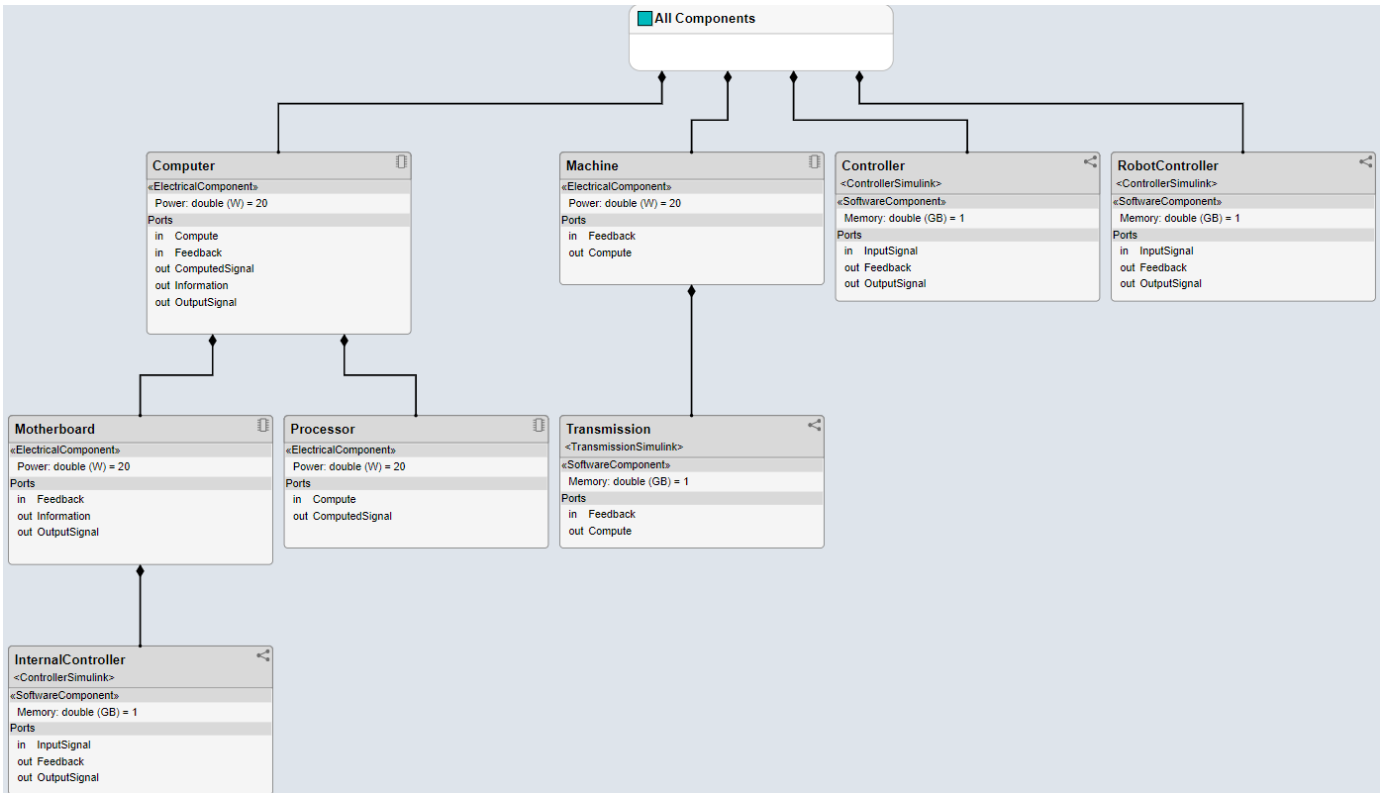 All Components
Computer
«ElectricalComponent»
Power: double (W) = 20
Ports
in Compute
in Feedback
out ComputedSignal
out Information
out OutputSignal
Machine
«ElectricalComponent»
Power: double (W) = 20
Ports
in Feedback
out Compute
Controller
<ControllerSimulink>
«SoftwareComponent»
Memory: double (GB) = 1
Ports
in InputSignal
out Feedback
out OutputSignal
RobotController
<ControllerSimulink>
«SoftwareComponent»
Memory: double (GB) = 1
Ports
in InputSignal
out Feedback
out OutputSignal
Motherboard
«ElectricalComponent»
Power: double (W) = 20
Ports
in Feedback
out Information
out OutputSignal
Processor
«ElectricalComponent»
Power: double (W) = 20
Ports
in Compute
out ComputedSignal
Transmission
<TransmissionSimulink>
«SoftwareComponent»
Memory: double (GB) = 1
Ports
in Feedback
out Compute
InternalController
<ControllerSimulink>
«SoftwareComponent»
Memory: double (GB) = 1
Ports
in InputSignal
out Feedback
out OutputSignal